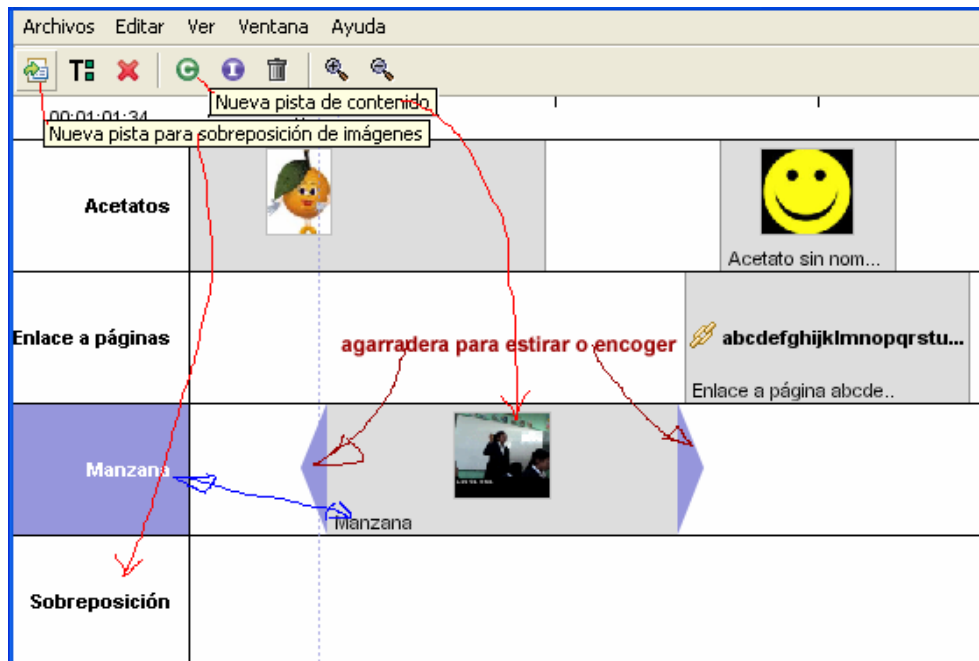 Archivos Editar Ver Ventana Ayuda
T
C I
Nueva pista de contenido
00:01:01:34
Nueva pista para sobreposición de imágenes
Acetatos
Acetato sin nom...
Enlace a páginas
agarradera para estirar o encoger
abcdefghijklmnopqrstu...
Enlace a página abcde..
Manzana
Manzana
Sobreposición